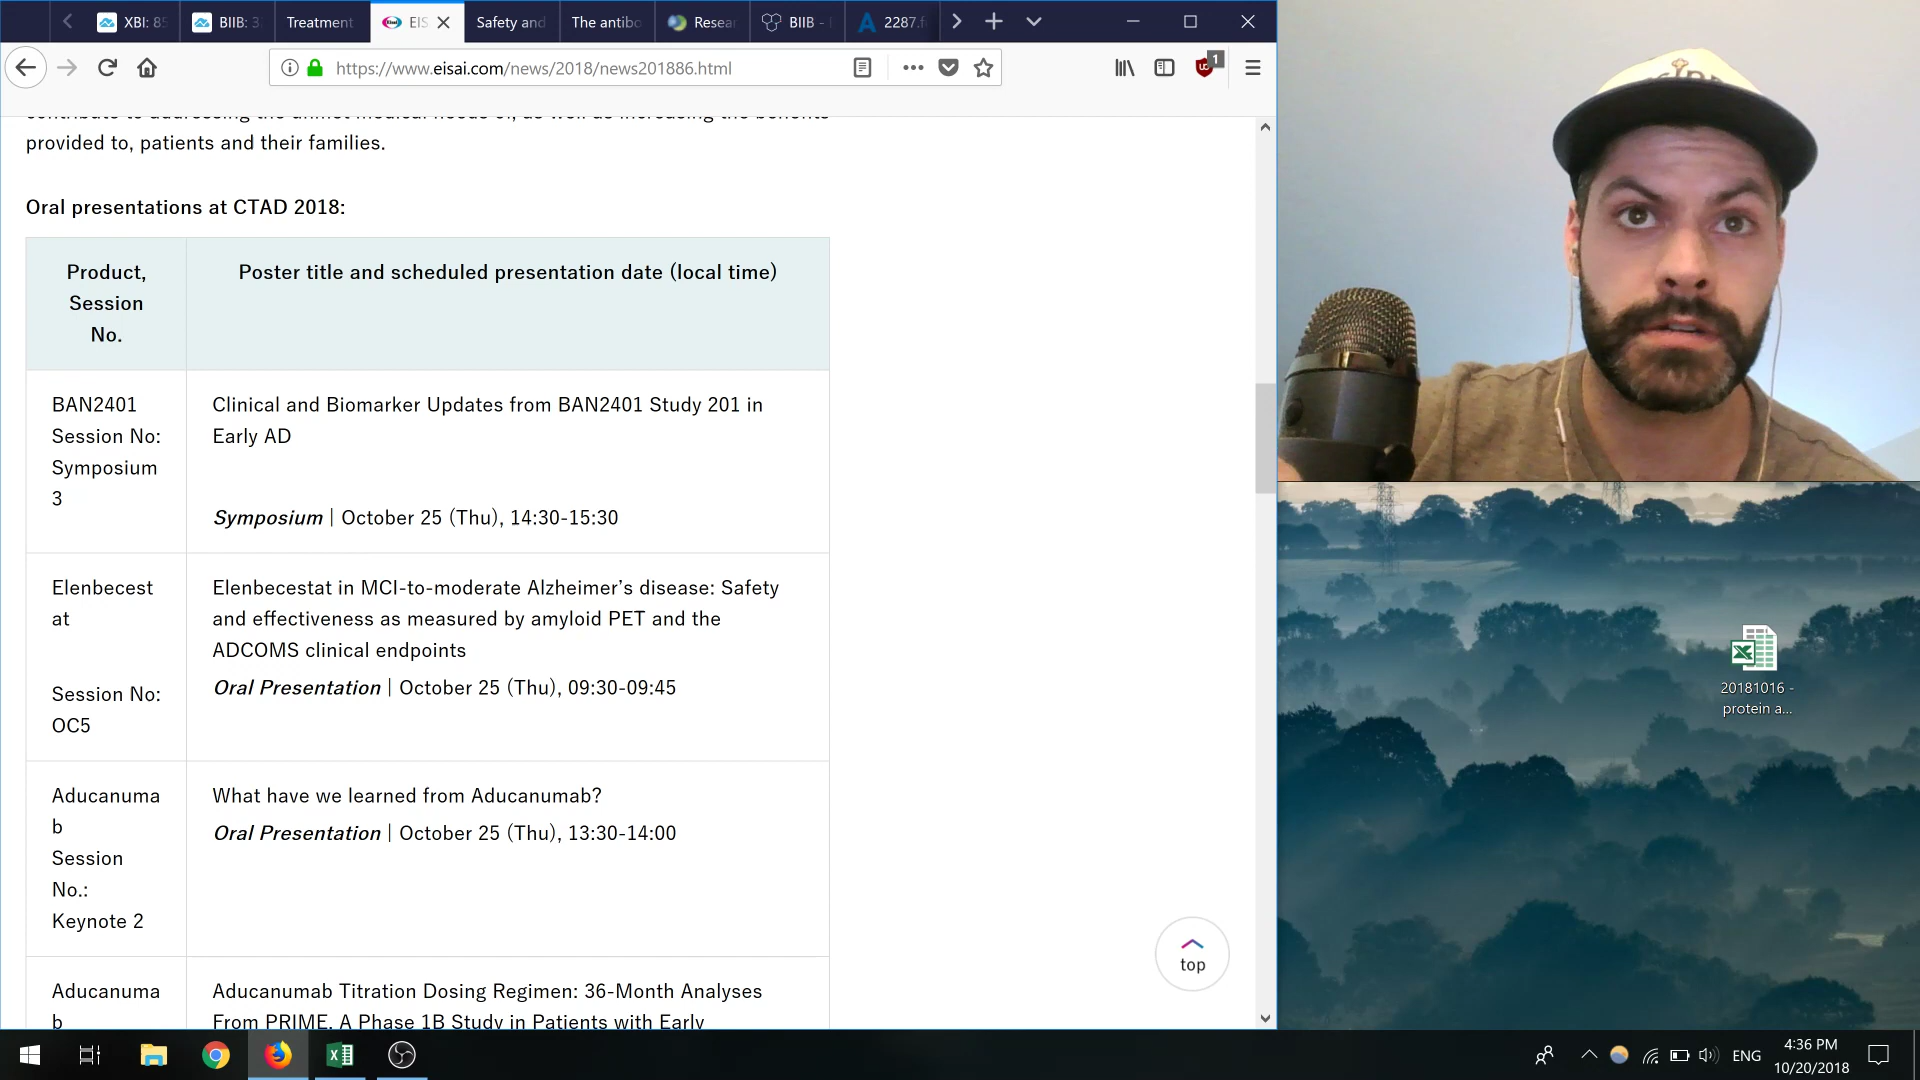 XBI: 85
BIIB: 3
Treatment
EIS
Safety and
The antibo
Resear
BIIB -
2287.f
https://www.eisai.com/news/2018/news201886.html
1
provided to, patients and their families.
Oral presentations at CTAD 2018:
Product,
Session
No.
Poster title and scheduled presentation date (local time)
BAN2401
Session No:
Symposium
3
Clinical and Biomarker Updates from BAN2401 Study 201 in
Early AD
Symposium | October 25 (Thu), 14:30-15:30
Elenbecest
at
Session No:
OC5
Elenbecestat in MCI-to-moderate Alzheimer’s disease: Safety
and effectiveness as measured by amyloid PET and the
ADCOMS clinical endpoints
Oral Presentation | October 25 (Thu), 09:30-09:45
Aducanuma
b
Session
No.:
Keynote 2
What have we learned from Aducanumab?
Oral Presentation | October 25 (Thu), 13:30-14:00
Aducanuma
b
Aducanumab Titration Dosing Regimen: 36-Month Analyses
From PRIME, A Phase 1B Study in Patients with Early
top
20181016 -
protein a...
ENG
4:36 PM
10/20/2018